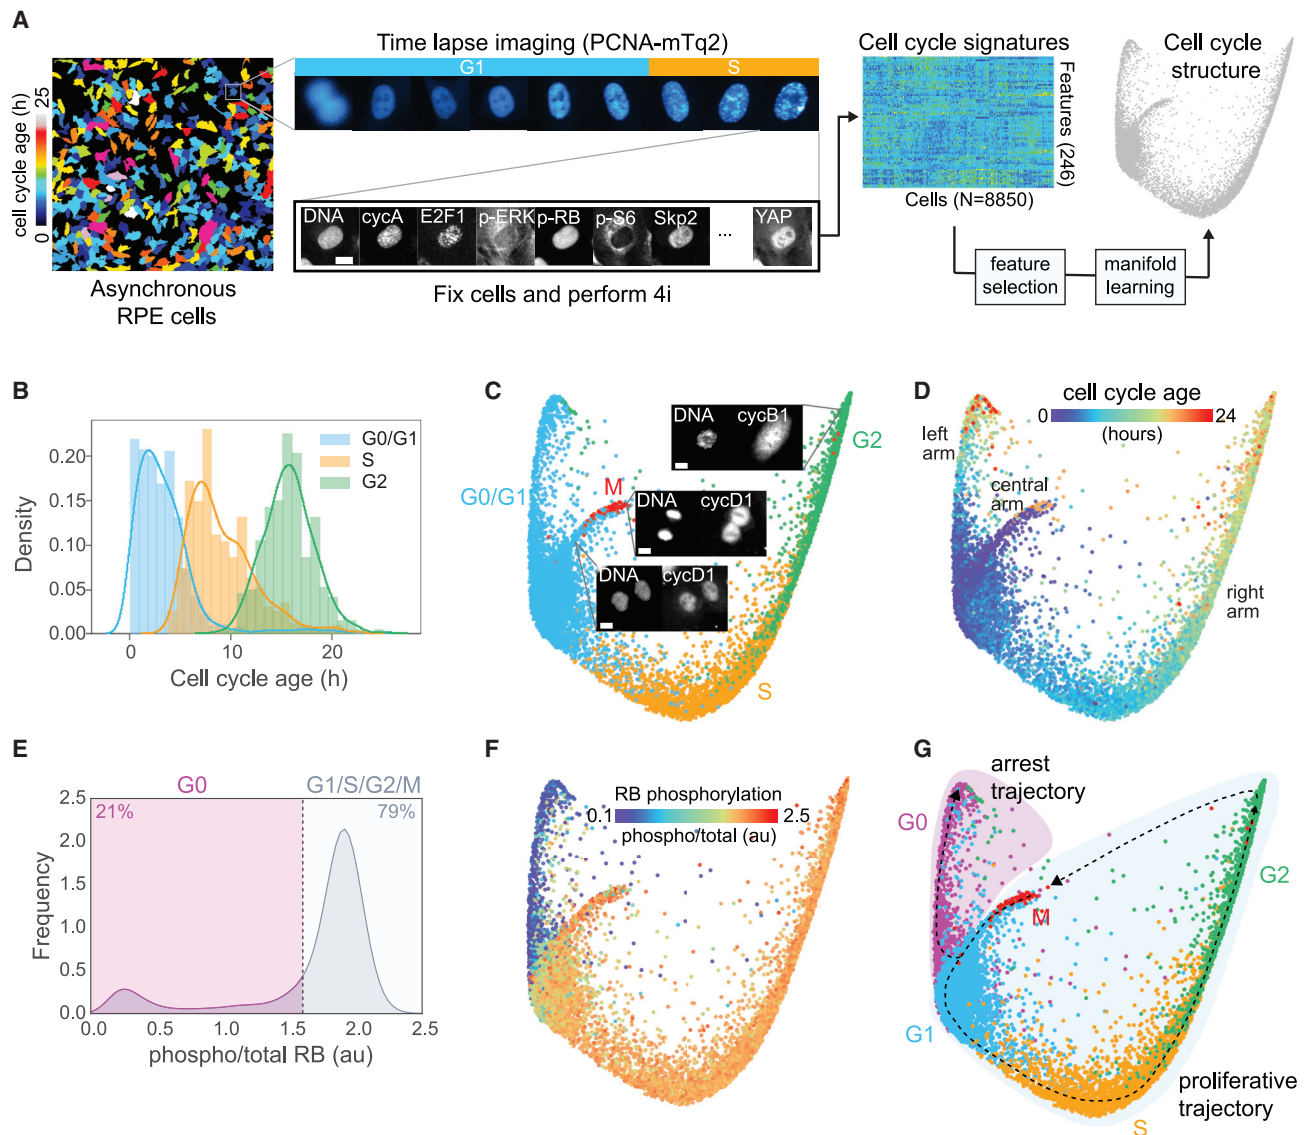 A
Time lapse imaging (PCNA-mTq2)
G1
S
cell cycle age (h)
0
25
Asynchronous
RPE cells
DNA
cycA
E2F1
p-ERK
p-RB
p-S6
Skp2
...
YAP
Fix cells and perform 4i
Cell cycle signatures
Features (246)
Cells (N=8850)
Cell cycle
structure
feature
selection
manifold
learning
B
Density
0.20
0.15
0.10
0.05
0.00
0
10
20
Cell cycle age (h)
G0/G1
S
G2
C
G0/G1
M
S
G2
DNA
cycB1
DNA
cycD1
DNA
cycD1
D
cell cycle age
0
24
(hours)
left
arm
central
arm
right
arm
E
G0
G1/S/G2/M
21%
79%
Frequency
2.5
2.0
1.5
1.0
0.5
0.0
0.0
0.5
1.0
1.5
2.0
2.5
phospho/total RB (au)
F
RB phosphorylation
0.1
2.5
phospho/total (au)
G
arrest
trajectory
G0
G2
M
G1
proliferative
trajectory
S